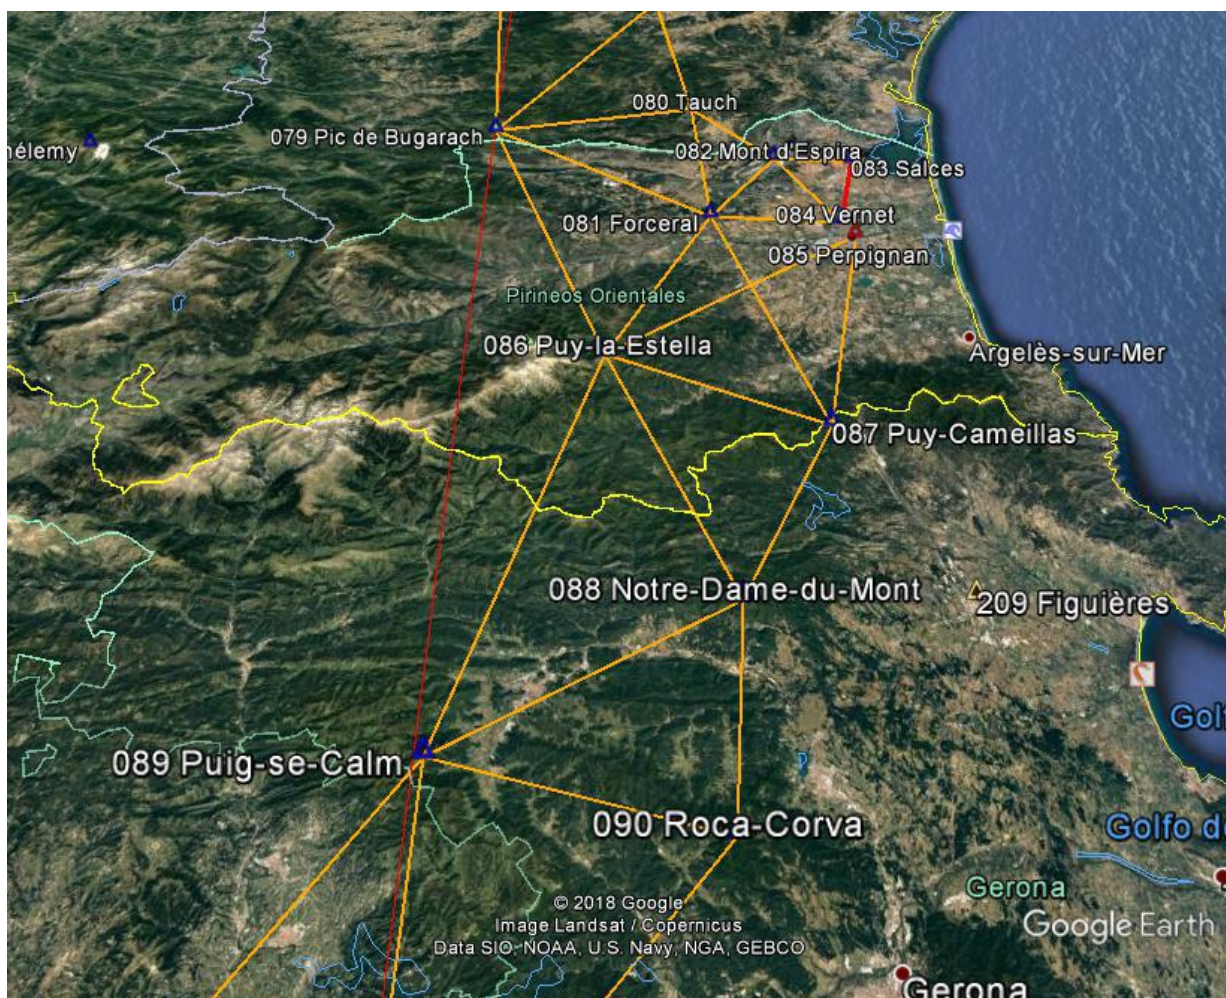 080 Tauch
079 Pic de Bugarach
hélemy
082 Mont d'Espira
083 Salces
081 Forceral
084 Vernet
085 Perpignan
Pirineos Orientales
086 Puy-la-Estella
Argelès-sur-Mer
087 Puy-Cameillas
088 Notre-Dame-du-Mont
209 Figuières
Gol
089 Puig-se-Calm
090 Roca-Corva
Golfo d
Gerona
© 2018 Google
Image Landsat / Copernicus
Data SIO, NOAA, U.S. Navy, NGA, GEBCO
Google Earth
Gerona